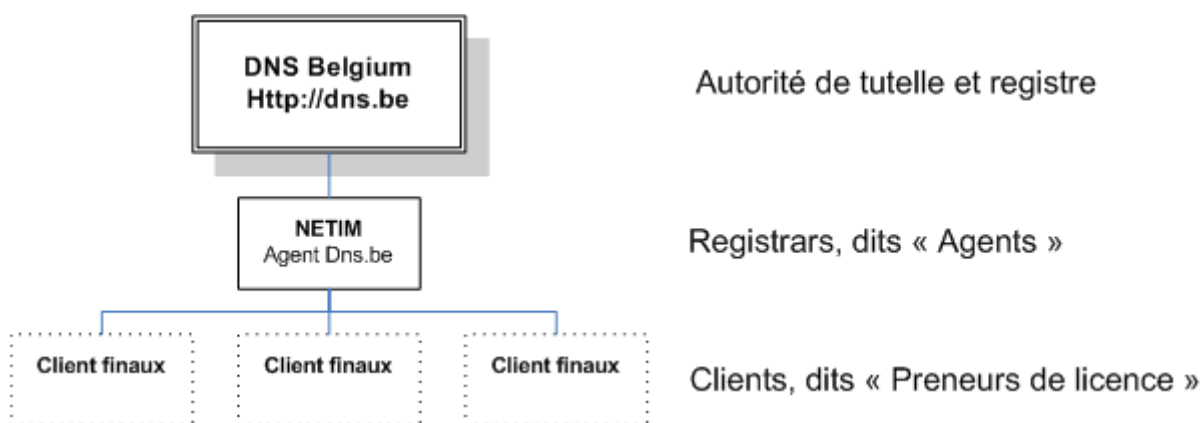 DNS Belgium
Http://dns.be
Autorité de tutelle et registre
NETIM
Agent Dns.be
Registrars, dits « Agents »
Client finaux
Client finaux
Client finaux
Clients, dits « Preneurs de licence »